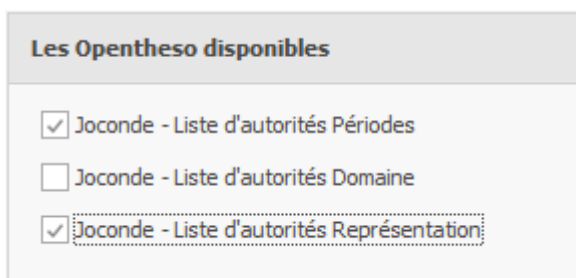 Les Opentheso disponibles
Joconde - Liste d'autorités Périodes
Joconde - Liste d'autorités Domaine
Joconde - Liste d'autorités Représentation